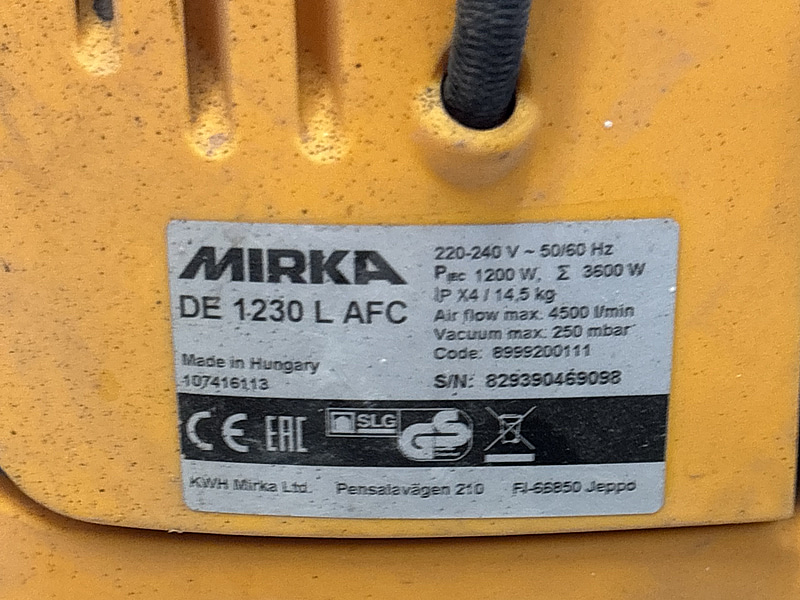 MIRKA
DE 1230 L AFC
Made in Hungary
107416113
220-240 V ~ 50/60 Hz
PIEC 1200 W, Σ 3600 W
IP X4 / 14,5 kg
Air flow max: 4500 l/min
Vacuum max: 250 mbar
Code: 8999200111
S/N: 829390469098
CE EAC SLG GS
KWH Mirka Ltd. Pensalavägen 210 FI-66850 Jeppo